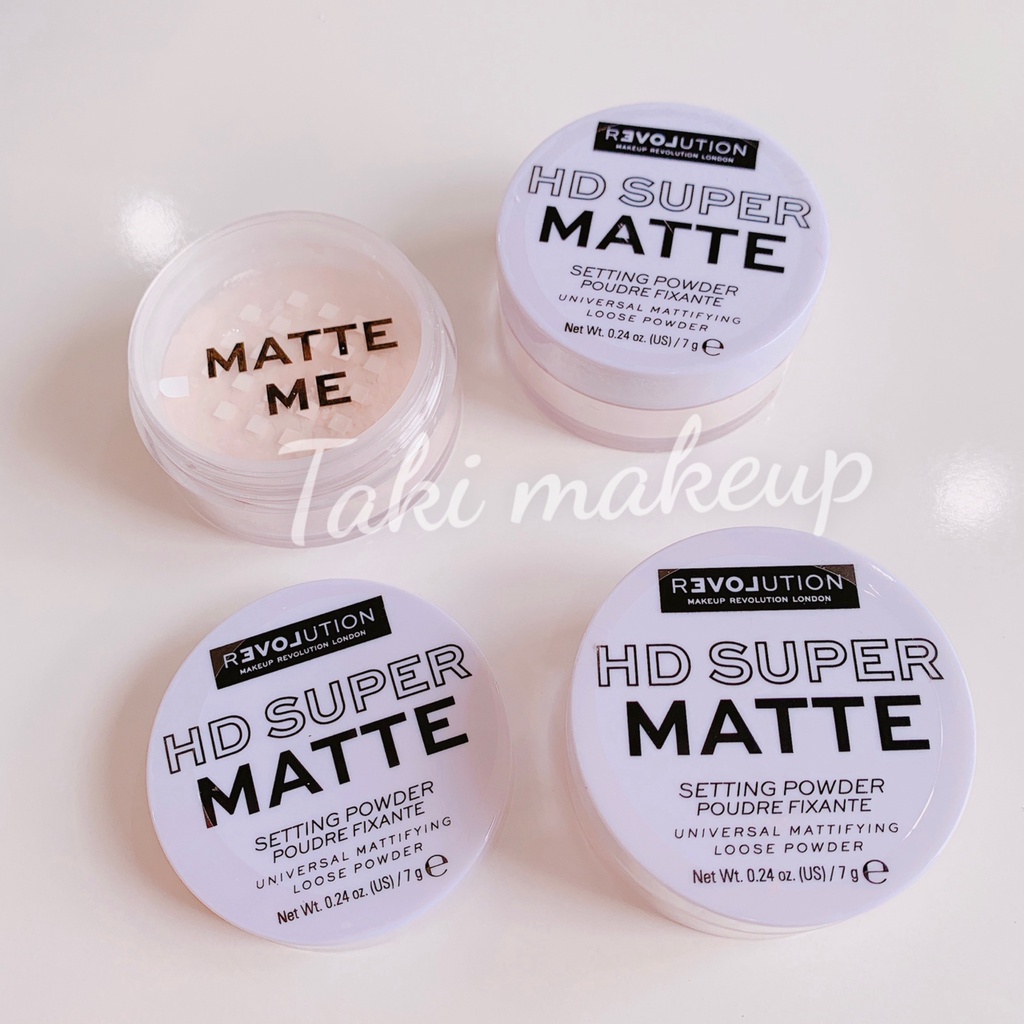 REVOLUTION
MAKEUP REVOLUTION LONDON
HD SUPER
MATTE
SETTING POWDER
POUDRE FIXANTE
UNIVERSAL MATTIFYING
LOOSE POWDER
Net Wt. 0.24 oz. (US) / 7 g ℮
MATTE
ME
Taki makeup
REVOLUTION
MAKEUP REVOLUTION LONDON
HD SUPER
MATTE
SETTING POWDER
POUDRE FIXANTE
UNIVERSAL MATTIFYING
LOOSE POWDER
Net Wt. 0.24 oz. (US) / 7 g ℮
REVOLUTION
MAKEUP REVOLUTION LONDON
HD SUPER
MATTE
SETTING POWDER
POUDRE FIXANTE
UNIVERSAL MATTIFYING
LOOSE POWDER
Net Wt. 0.24 oz. (US) / 7 g ℮